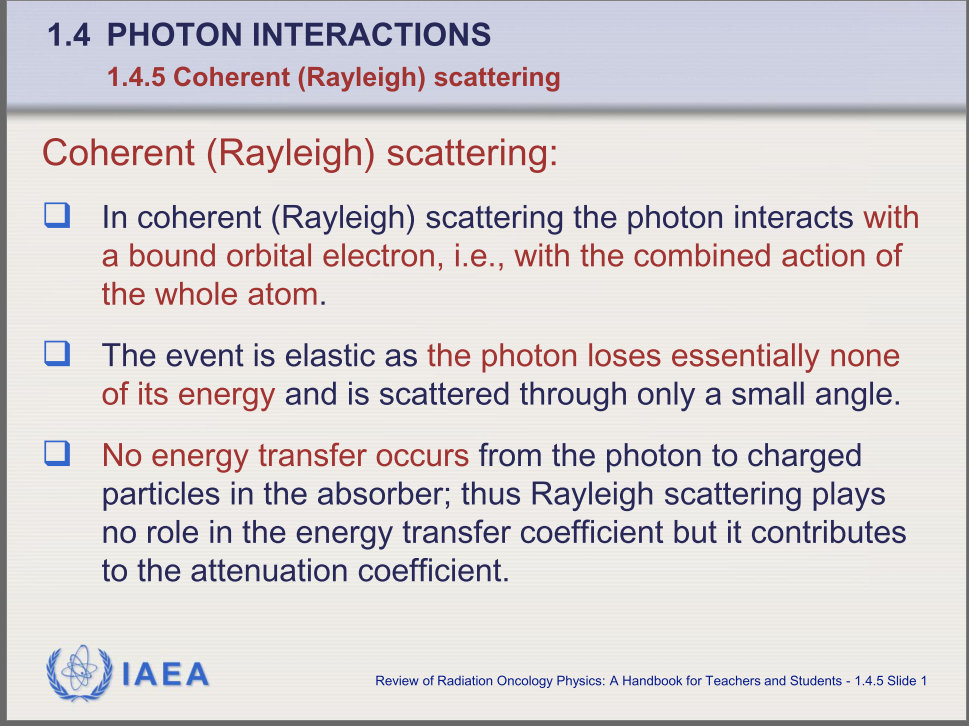 1.4 PHOTON INTERACTIONS
1.4.5 Coherent (Rayleigh) scattering
Coherent (Rayleigh) scattering:
In coherent (Rayleigh) scattering the photon interacts with
a bound orbital electron, i.e., with the combined action of
the whole atom.
The event is elastic as the photon loses essentially none
of its energy and is scattered through only a small angle.
No energy transfer occurs from the photon to charged
particles in the absorber; thus Rayleigh scattering plays
no role in the energy transfer coefficient but it contributes
to the attenuation coefficient.
IAEA
Review of Radiation Oncology Physics: A Handbook for Teachers and Students - 1.4.5 Slide 1